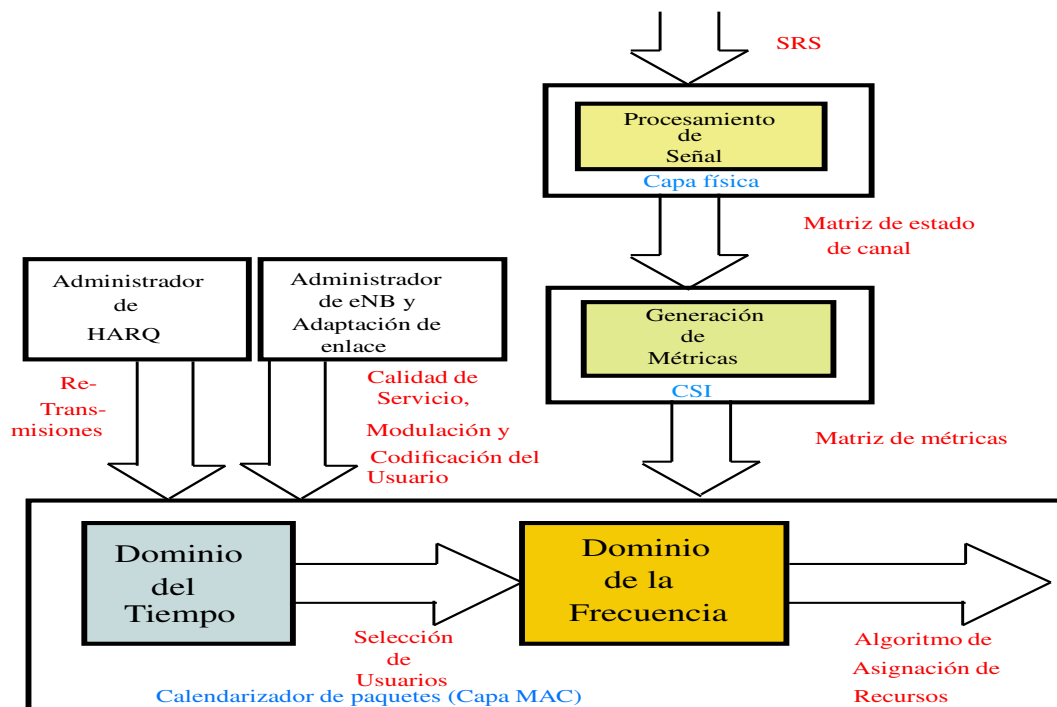 SRS
Procesamiento
de
Señal
Capa física
Matriz de estado
de canal
Administrador
de
HARQ
Administrador
de eNB y
Adaptación de
enlace
Generación
de
Métricas
CSI
Re-
Trans-
misiones
Calidad de
Servicio,
Modulación y
Codificación del
Usuario
Matriz de métricas
Dominio
del
Tiempo
Selección
de
Usuarios
Dominio
de la
Frecuencia
Algoritmo de
Asignación de
Recursos
Calendarizador de paquetes (Capa MAC)